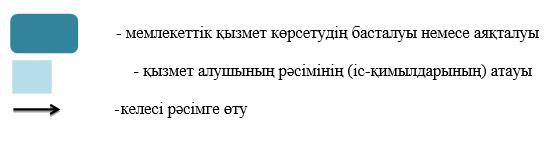 - мемлекеттік қызмет көрсетудің басталуы немесе аяқталуы
- қызмет алушының рәсімінің (іс-қимылдарының) атауы
-келесі рәсімге өту